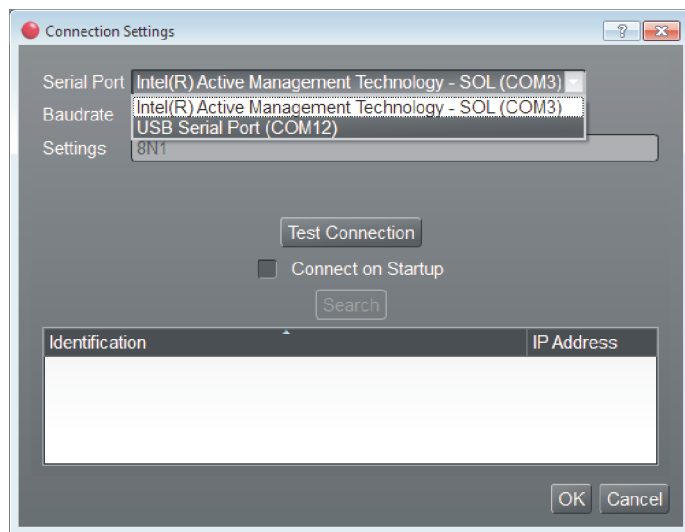 Connection Settings
Serial Port Intel(R) Active Management Technology - SOL (COM3)
Intel(R) Active Management Technology - SOL (COM3)
Baudrate
USB Serial Port (COM12)
Settings 8N1
Test Connection
Connect on Startup
Search
Identification IP Address
OK Cancel